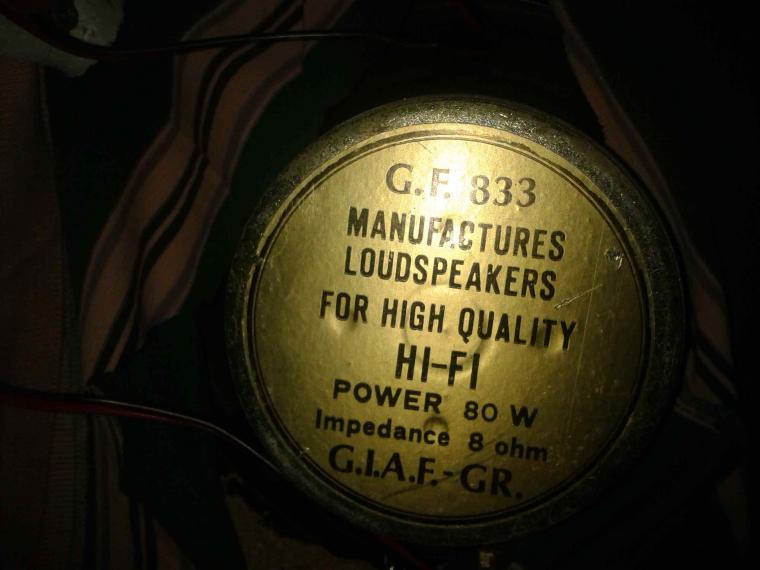 G.F. 833
MANUFACTURES
LOUDSPEAKERS
FOR HIGH QUALITY
HI-FI
POWER 80 W
Impedance 8 ohm
G.I.A.F.-GR.